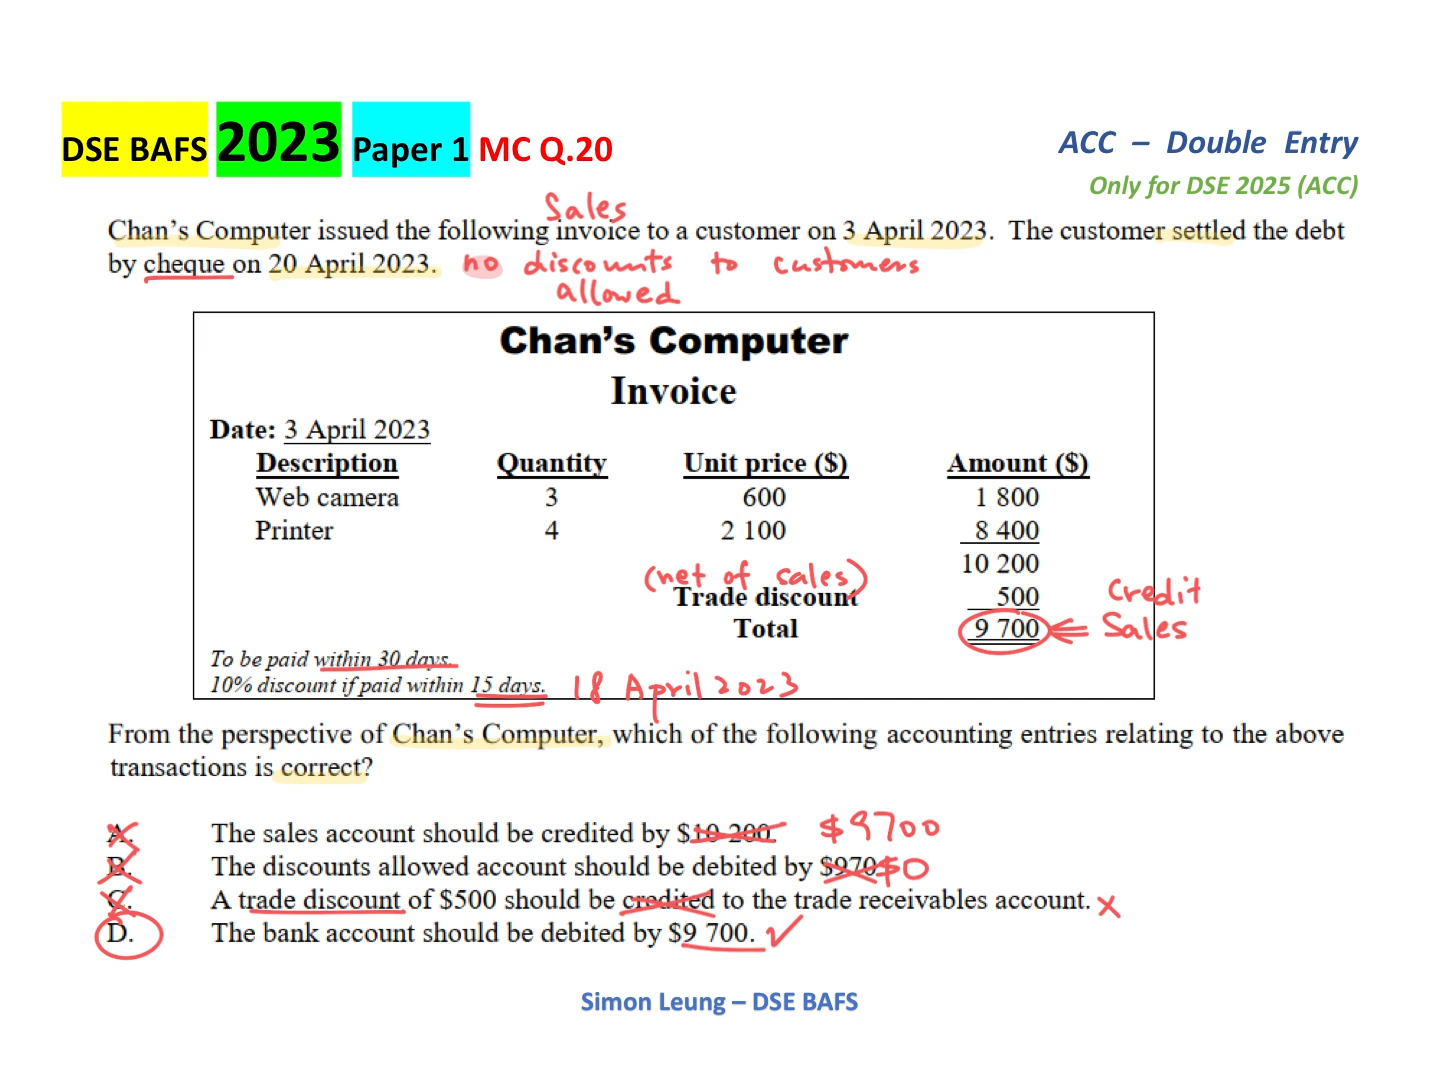 DSE BAFS 2023 Paper 1 MC Q.20
ACC – Double Entry
Only for DSE 2025 (ACC)
Sales
Chan's Computer issued the following invoice to a customer on 3 April 2023. The customer settled the debt
by cheque on 20 April 2023. no discounts to customers
allowed
Chan's Computer
Invoice
Date: 3 April 2023
Description Quantity Unit price ($) Amount ($)
Web camera 3 600 1 800
Printer 4 2 100 8 400
10 200
(net of sales)
Trade discount 500 Credit
Total 9 700 Sales
To be paid within 30 days.
10% discount if paid within 15 days. 18 April 2023
From the perspective of Chan's Computer, which of the following accounting entries relating to the above
transactions is correct?
A. The sales account should be credited by $10 200. $9700
B. The discounts allowed account should be debited by $970 $0
C. A trade discount of $500 should be credited to the trade receivables account.
D. The bank account should be debited by $9 700.
Simon Leung – DSE BAFS